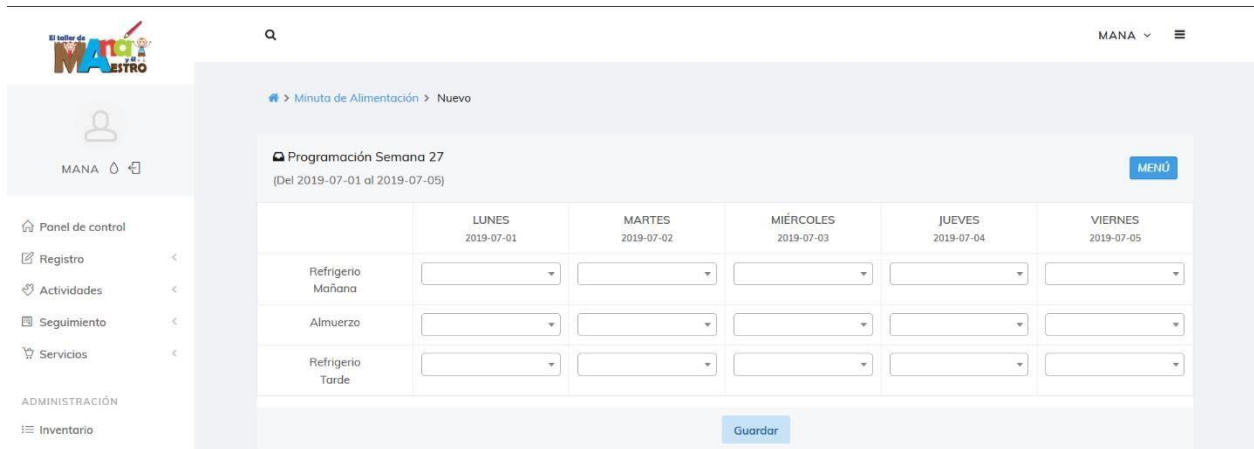 El taller de
Maná
y el
MAESTRO
MANA
MANA
Panel de control
Registro
Actividades
Seguimiento
Servicios
ADMINISTRACIÓN
Inventario
> Minuta de Alimentación > Nuevo
Programación Semana 27
(Del 2019-07-01 al 2019-07-05)
MENÚ
LUNES MARTES MIÉRCOLES JUEVES VIERNES
2019-07-01 2019-07-02 2019-07-03 2019-07-04 2019-07-05
Refrigerio
Mañana
Almuerzo
Refrigerio
Tarde
Guardar